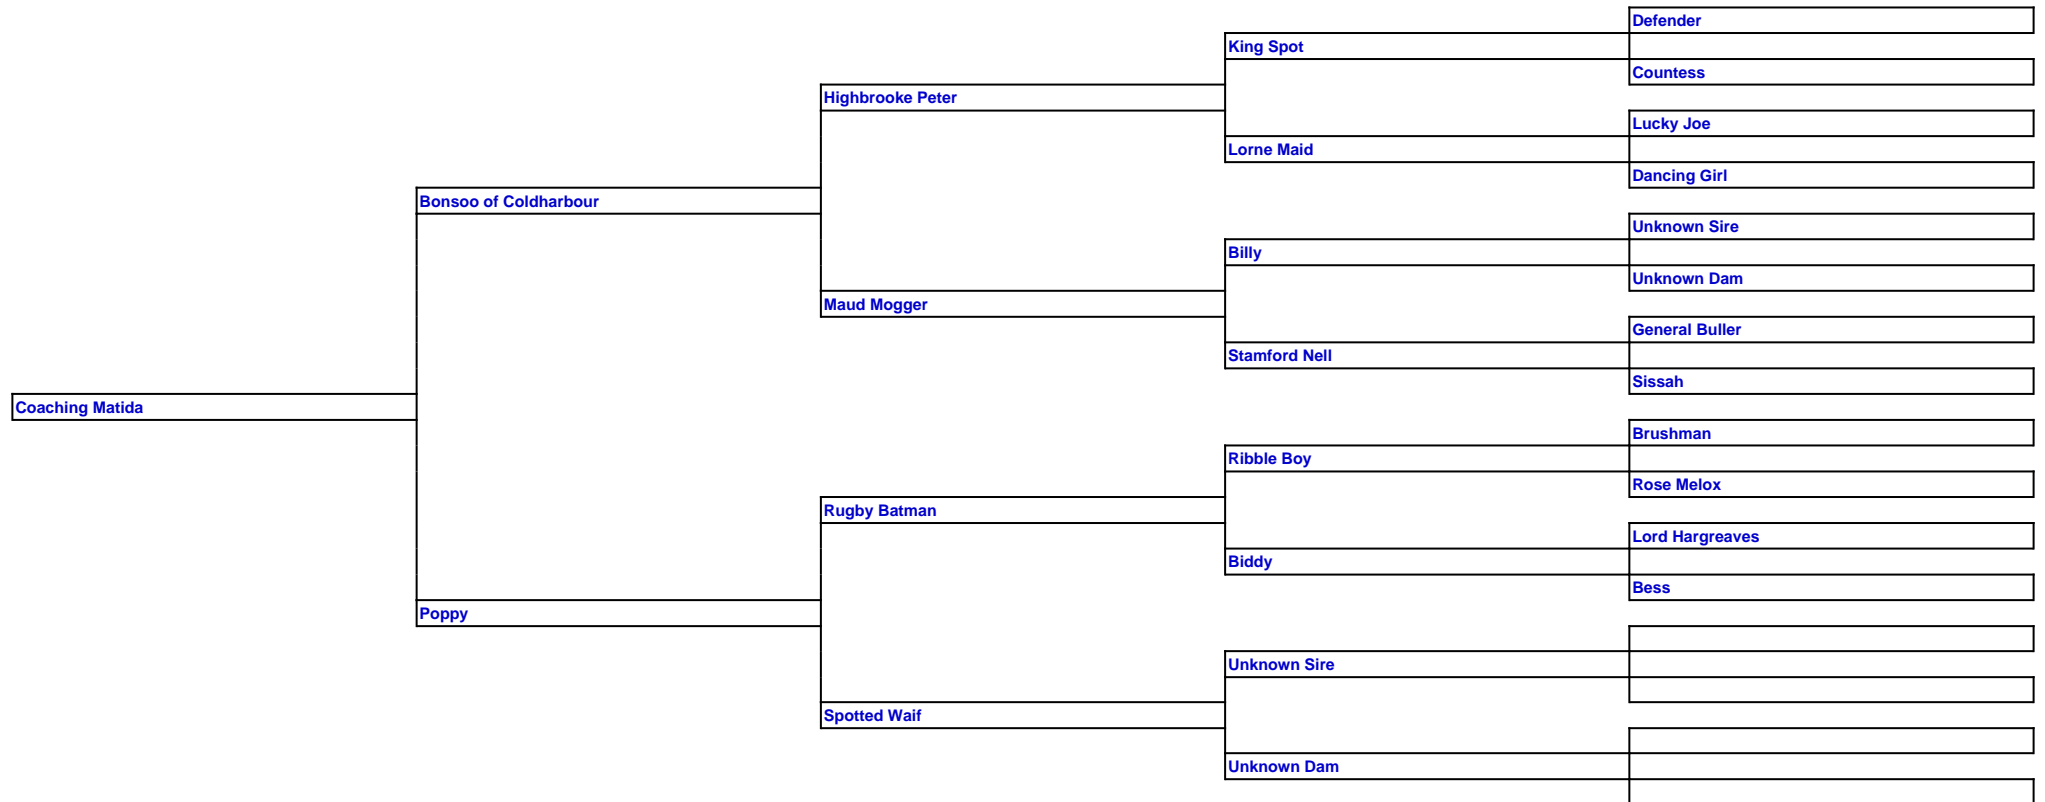 Defender
King Spot
Countess
Highbrooke Peter
Lucky Joe
Lorne Maid
Dancing Girl
Bonsoo of Coldharbour
Unknown Sire
Billy
Unknown Dam
Maud Mogger
General Buller
Stamford Nell
Sissah
Coaching Matida
Brushman
Ribble Boy
Rose Melox
Rugby Batman
Lord Hargreaves
Biddy
Bess
Poppy
Unknown Sire
Spotted Waif
Unknown Dam